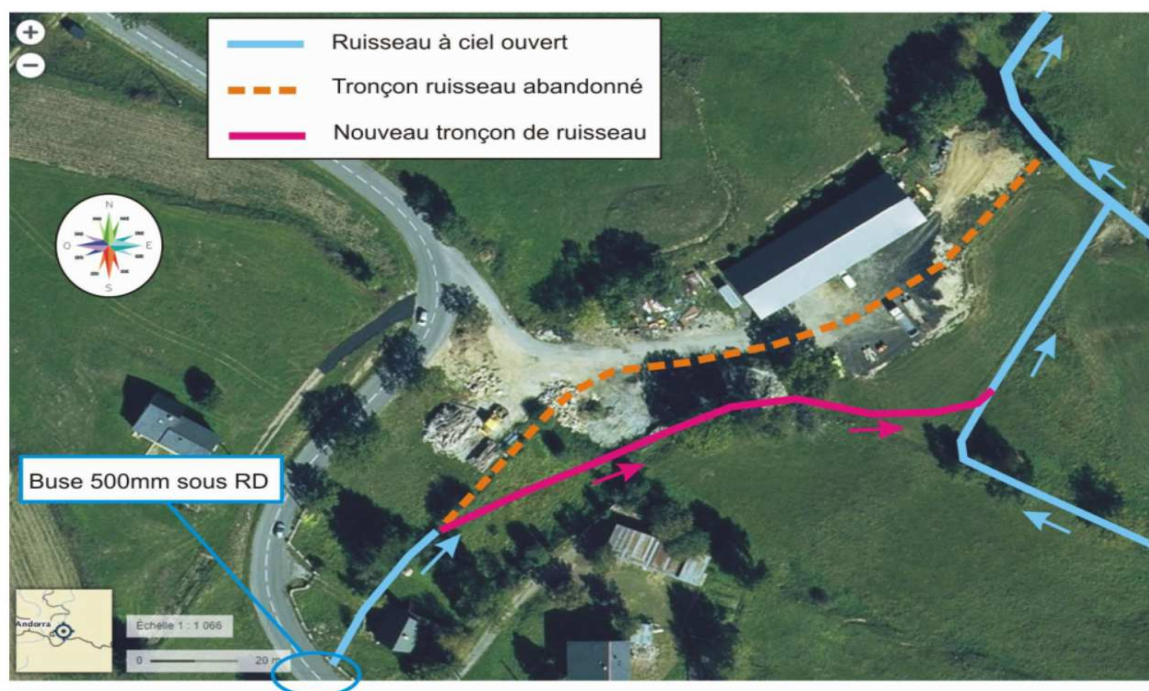 Ruisseau à ciel ouvert
Tronçon ruisseau abandonné
Nouveau tronçon de ruisseau
N
O
E
S
Buse 500mm sous RD
Andorra
Échelle 1 : 1 066
0
20 m